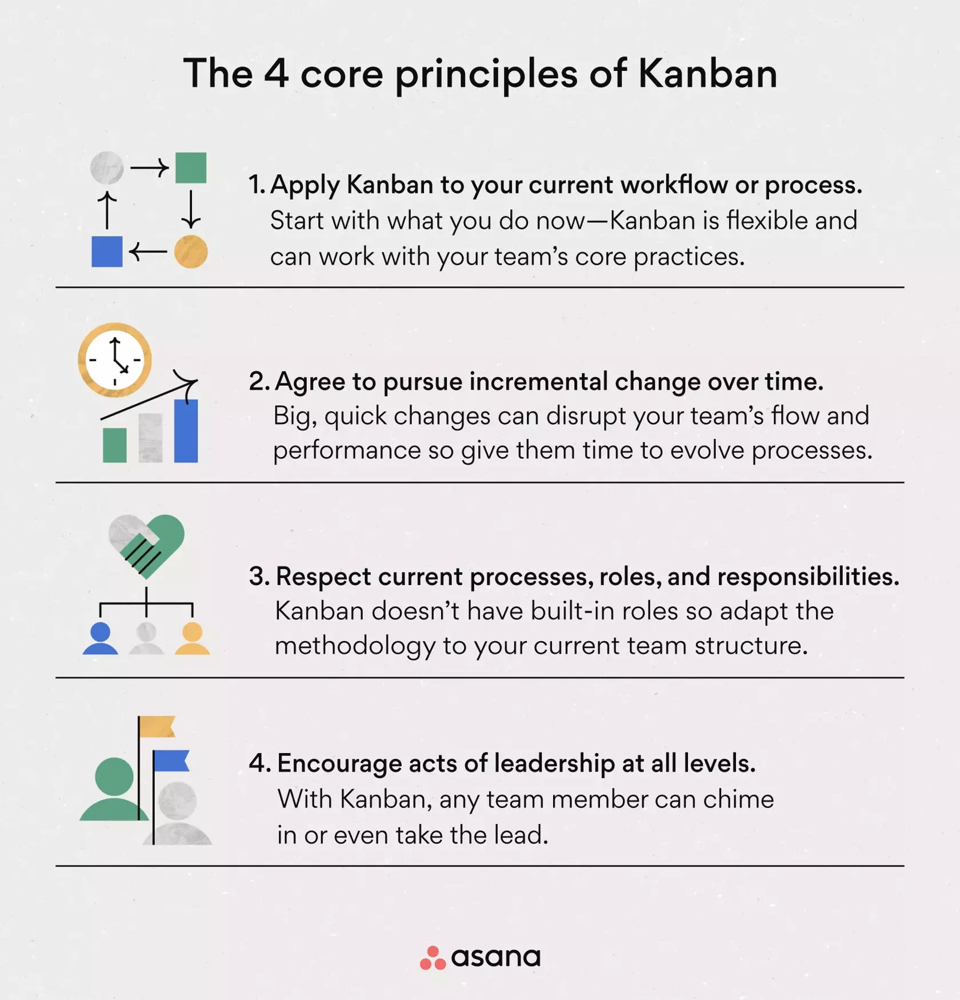 The 4 core principles of Kanban
1. Apply Kanban to your current workflow or process.
Start with what you do now—Kanban is flexible and
can work with your team’s core practices.
2. Agree to pursue incremental change over time.
Big, quick changes can disrupt your team’s flow and
performance so give them time to evolve processes.
3. Respect current processes, roles, and responsibilities.
Kanban doesn’t have built-in roles so adapt the
methodology to your current team structure.
4. Encourage acts of leadership at all levels.
With Kanban, any team member can chime
in or even take the lead.
asana